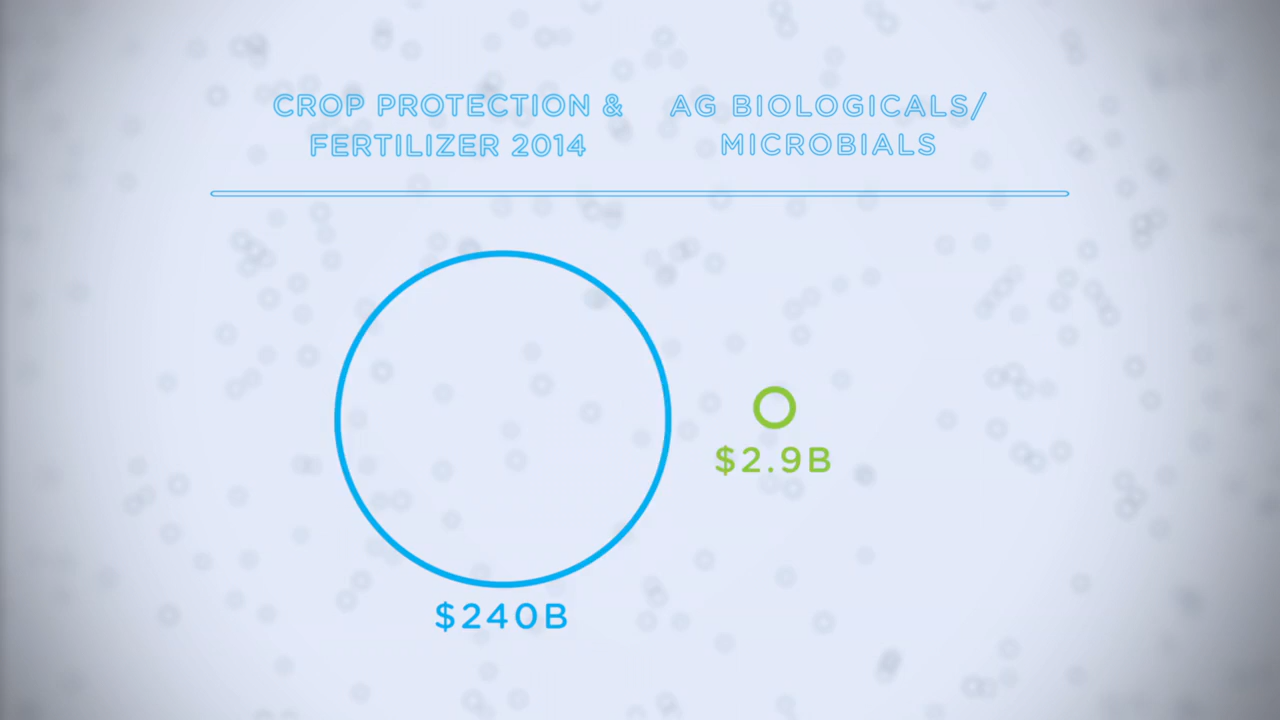 CROP PROTECTION &
FERTILIZER 2014
AG BIOLOGICALS/
MICROBIALS
$2.9B
$240B